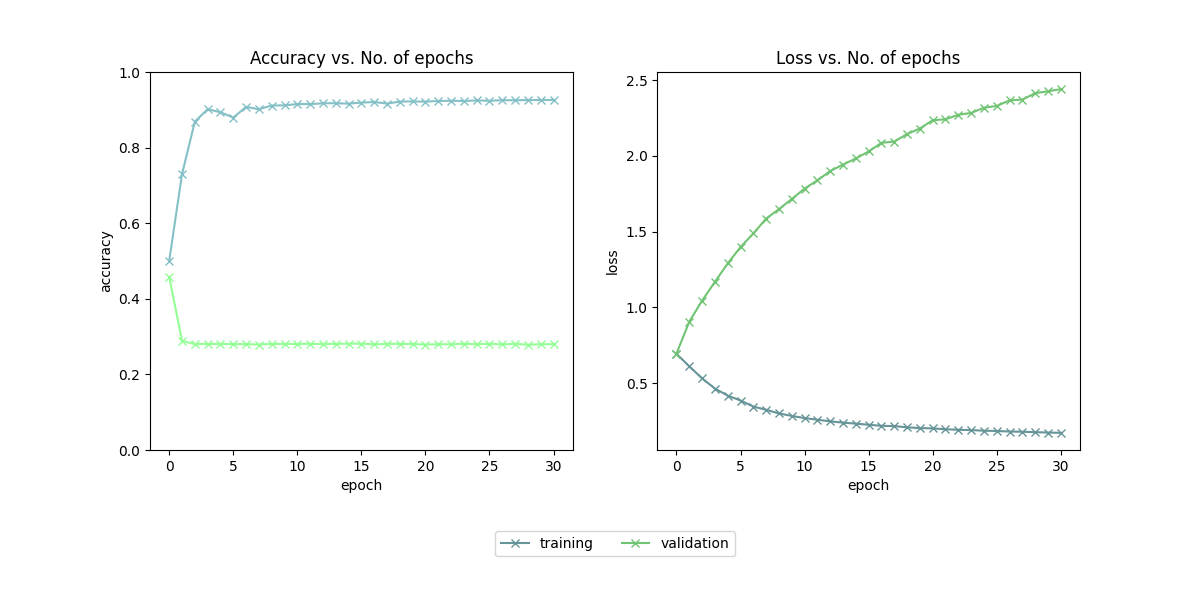 Accuracy vs. No. of epochs
1.0
0.8
0.6
0.4
0.2
0.0
accuracy
0 5 10 15 20 25 30
epoch
Loss vs. No. of epochs
2.5
2.0
1.5
1.0
0.5
loss
0 5 10 15 20 25 30
epoch
training validation